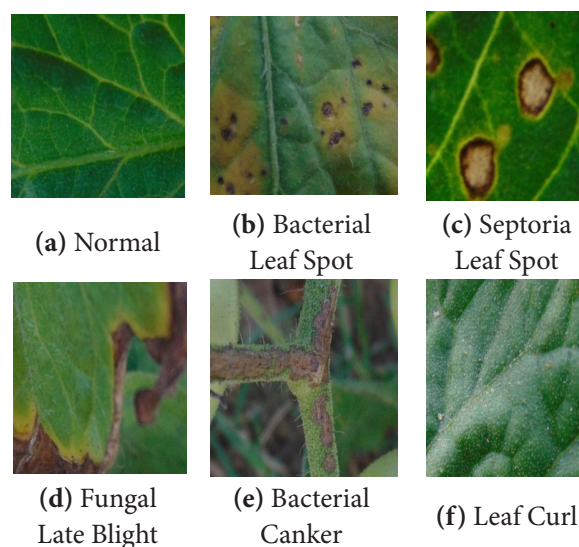 (a) Normal
(b) Bacterial
Leaf Spot
(c) Septoria
Leaf Spot
(d) Fungal
Late Blight
(e) Bacterial
Canker
(f) Leaf Curl